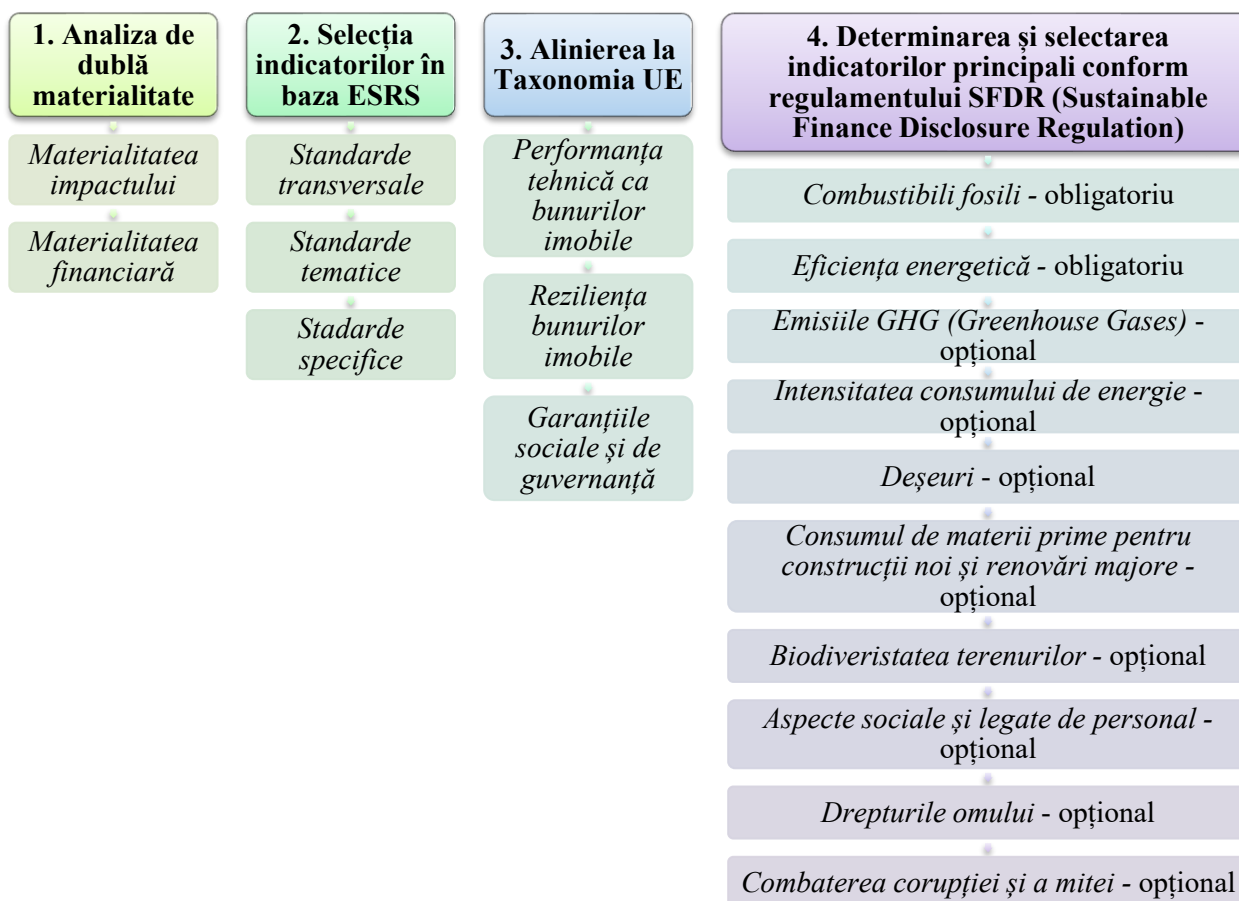 1. Analiza de
dublă
materialitate
Materialitatea
impactului
Materialitatea
financiară
2. Selecția
indicatorilor în
baza ESRS
Standarde
transversale
Standarde
tematice
Stadarde
specifice
3. Alinierea la
Taxonomia UE
Performanța
tehnică ca
bunurilor
imobile
Reziliența
bunurilor
imobile
Garanțiile
sociale și de
guvernanță
4. Determinarea și selectarea
indicatorilor principali conform
regulamentului SFDR (Sustainable
Finance Disclosure Regulation)
Combustibili fosili - obligatoriu
Eficiența energetică - obligatoriu
Emisiile GHG (Greenhouse Gases) -
opțional
Intensitatea consumului de energie -
opțional
Deșeuri - opțional
Consumul de materii prime pentru
construcții noi și renovări majore -
opțional
Biodiveristatea terenurilor - opțional
Aspecte sociale și legate de personal -
opțional
Drepturile omului - opțional
Combaterea corupției și a mitei - opțional